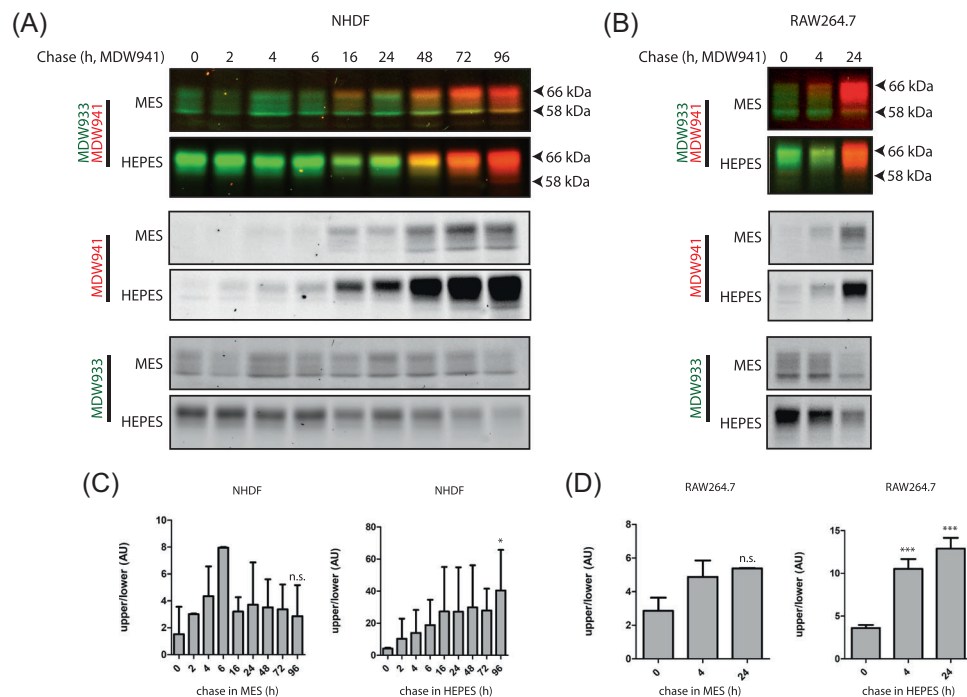 (A)
NHDF
Chase (h, MDW941) 0 2 4 6 16 24 48 72 96
MDW933
MDW941
MES
66 kDa
58 kDa
HEPES
66 kDa
58 kDa
MDW941
MES
HEPES
MDW933
MES
HEPES
(B)
RAW264.7
Chase (h, MDW941) 0 4 24
MDW933
MDW941
MES
66 kDa
58 kDa
HEPES
66 kDa
58 kDa
MDW941
MES
HEPES
MDW933
MES
HEPES
(C)
NHDF
upper/lower (AU)
10
8
6
4
2
0
n.s.
0 2 4 6 16 24 48 72 96
chase in MES (h)
NHDF
upper/lower (AU)
80
60
40
20
0
*
0 2 4 6 16 24 48 72 96
chase in HEPES (h)
(D)
RAW264.7
upper/lower (AU)
8
6
4
2
0
n.s.
0 4 24
chase in MES (h)
RAW264.7
upper/lower (AU)
15
10
5
0
*** ***
0 4 24
chase in HEPES (h)